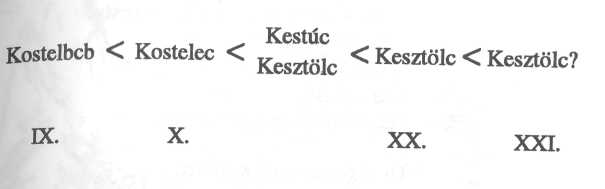 Kostelbcb < Kostelec < Kestúc Kesztölc < Kesztölc < Kesztölc?
IX. X. XX. XXI.